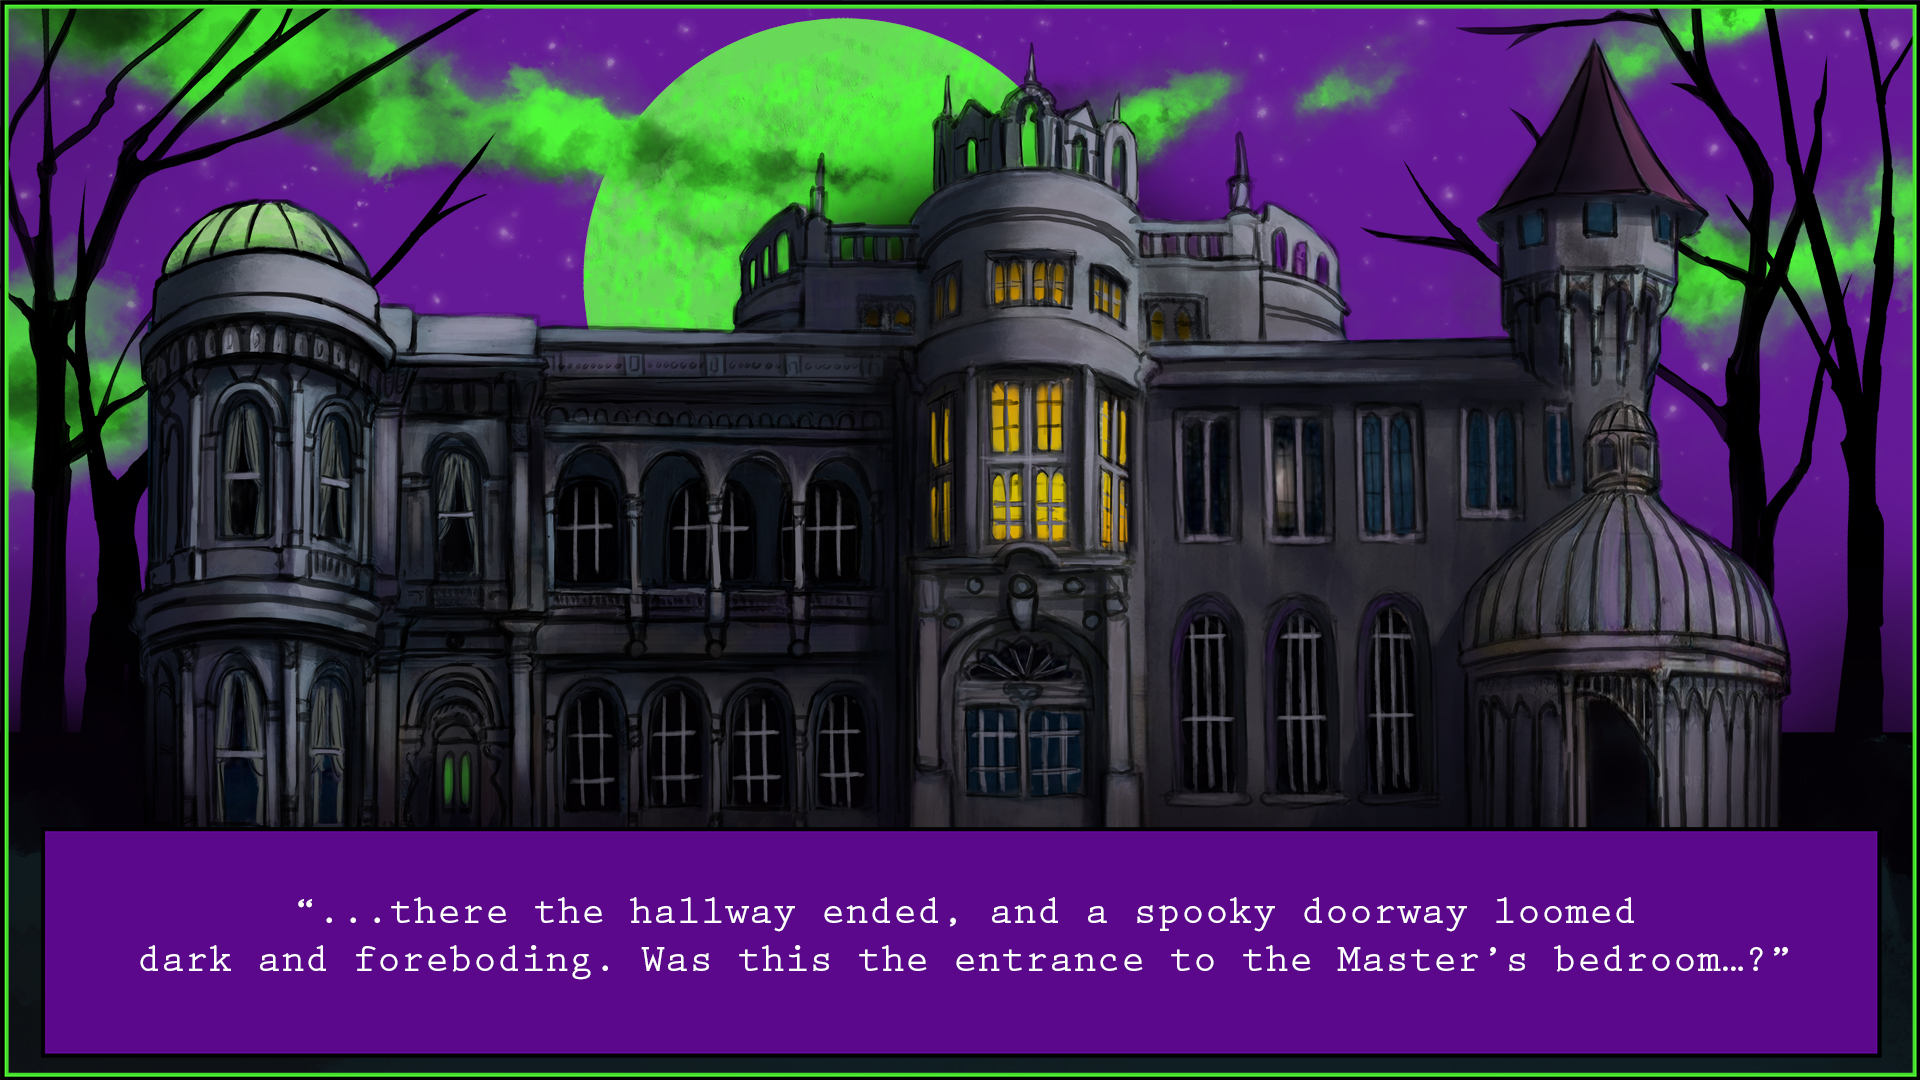 “...there the hallway ended, and a spooky doorway loomed
dark and foreboding. Was this the entrance to the Master’s bedroom…?”